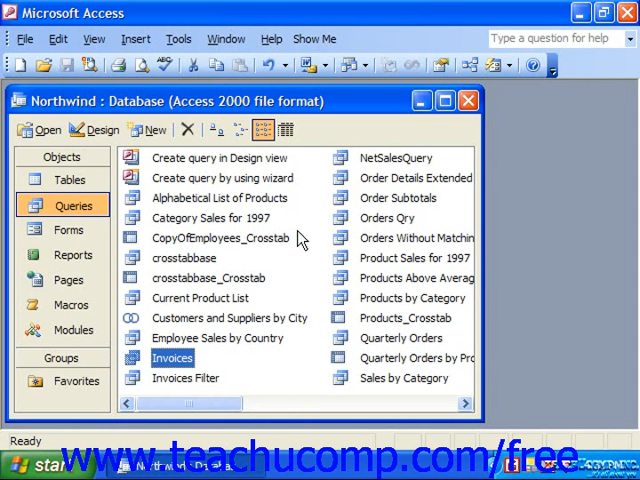 Microsoft Access
File Edit View Insert Tools Window Help Show Me Type a question for help
Northwind : Database (Access 2000 file format)
Open Design New
Objects
Tables
Queries
Forms
Reports
Pages
Macros
Modules
Groups
Favorites
Create query in Design view
Create query by using wizard
Alphabetical List of Products
Category Sales for 1997
CopyOfEmployees_Crosstab
crosstabbase
crosstabbase_Crosstab
Current Product List
Customers and Suppliers by City
Employee Sales by Country
Invoices
Invoices Filter
NetSalesQuery
Order Details Extended
Order Subtotals
Orders Qry
Orders Without Matchin
Product Sales for 1997
Products Above Averag
Products by Category
Products_Crosstab
Quarterly Orders
Quarterly Orders by Pro
Sales by Category
Ready
start
www.teachucomp.com/free